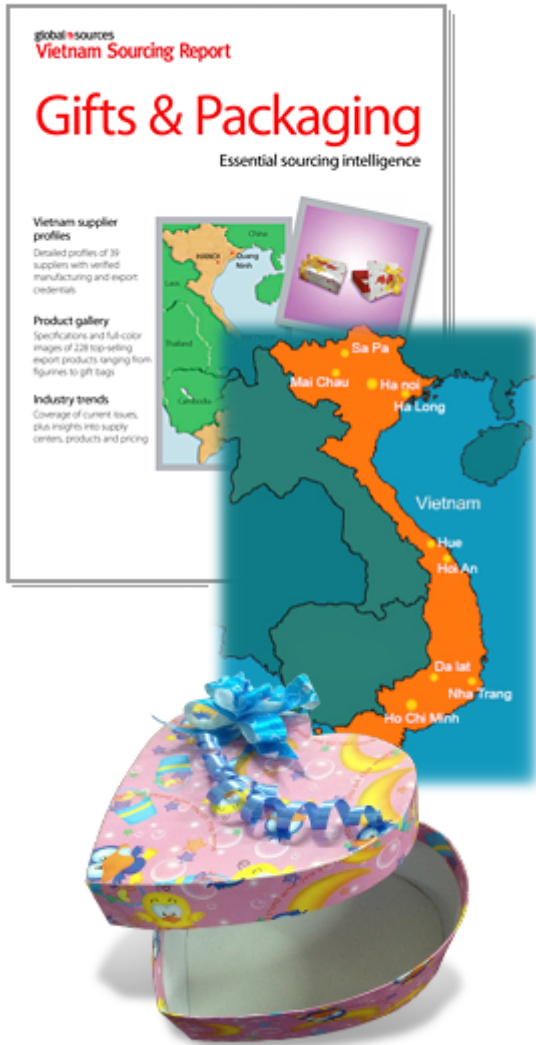 global sources
Vietnam Sourcing Report
Gifts & Packaging
Essential sourcing intelligence
Vietnam supplier
profiles
Detailed profiles of 39
suppliers with verified
manufacturing and export
credentials
Product gallery
Specifications and full-color
images of 228 top-selling
export products ranging from
figurines to gift bags
Industry trends
Coverage of current issues,
plus insights into supply
centers, products and pricing
China
HANOI
Quang
Ninh
Laos
Thailand
Cambodia
Sa Pa
Mai Chau
Ha noi
Ha Long
Vietnam
Hue
Hoi An
Da lat
Nha Trang
Ho Chi Minh